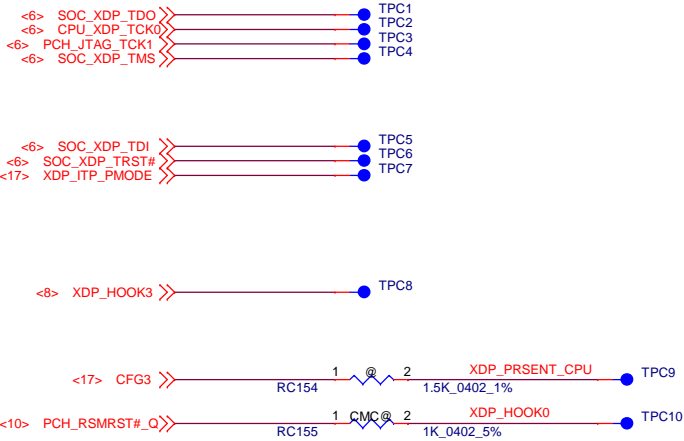 <6> SOC_XDP_TDO TPC1
<6> CPU_XDP_TCK0 TPC2
<6> PCH_JTAG_TCK1 TPC3
<6> SOC_XDP_TMS TPC4
<6> SOC_XDP_TDI TPC5
<6> SOC_XDP_TRST# TPC6
<17> XDP_ITP_PMODE TPC7
<8> XDP_HOOK3 TPC8
<17> CFG3 1 @ 2 XDP_PRSENT_CPU TPC9
RC154 1.5K_0402_1%
<10> PCH_RSMRST#_Q 1 CMC@ 2 XDP_HOOK0 TPC10
RC155 1K_0402_5%